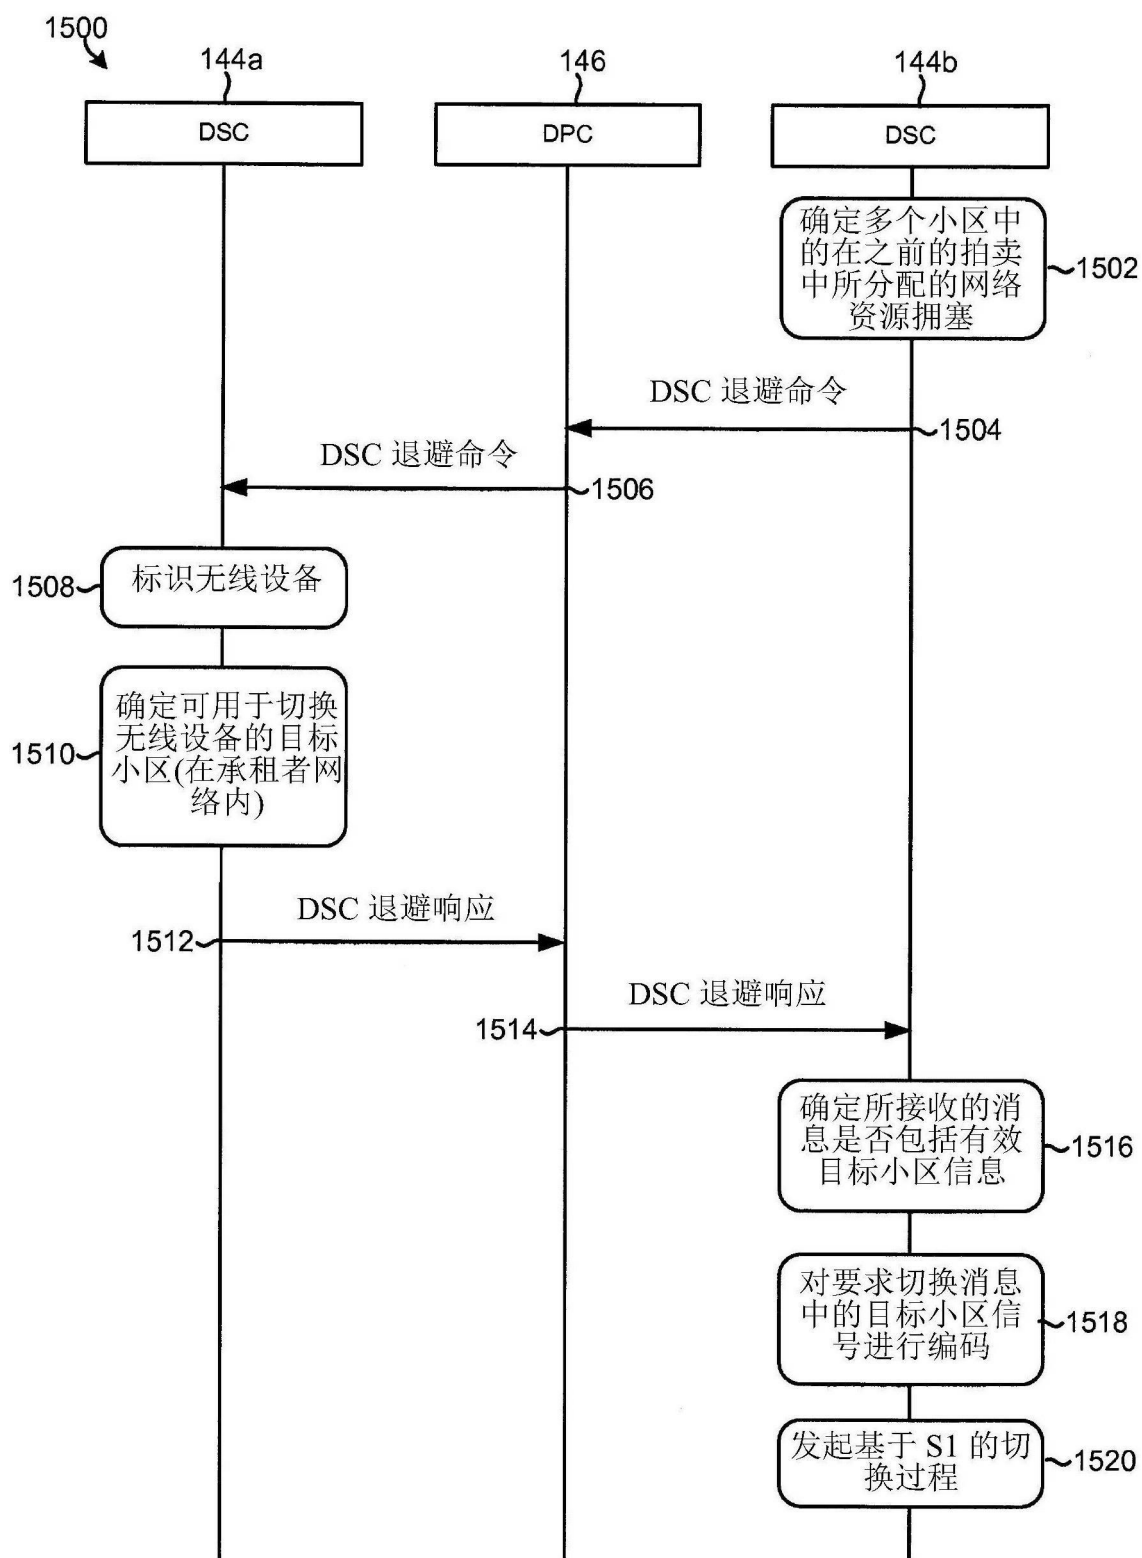 1500
144a
146
144b
DSC
DPC
DSC
确定多个小区中
的在之前的拍卖
中所分配的网络
资源拥塞
1502
DSC 退避命令
1504
DSC 退避命令
1506
1508
标识无线设备
1510
确定可用于切换
无线设备的目标
小区(在承租者网
络内)
DSC 退避响应
1512
DSC 退避响应
1514
确定所接收的消
息是否包括有效
目标小区信息
1516
对要求切换消息
中的目标小区信
号进行编码
1518
发起基于 S1 的切
换过程
1520